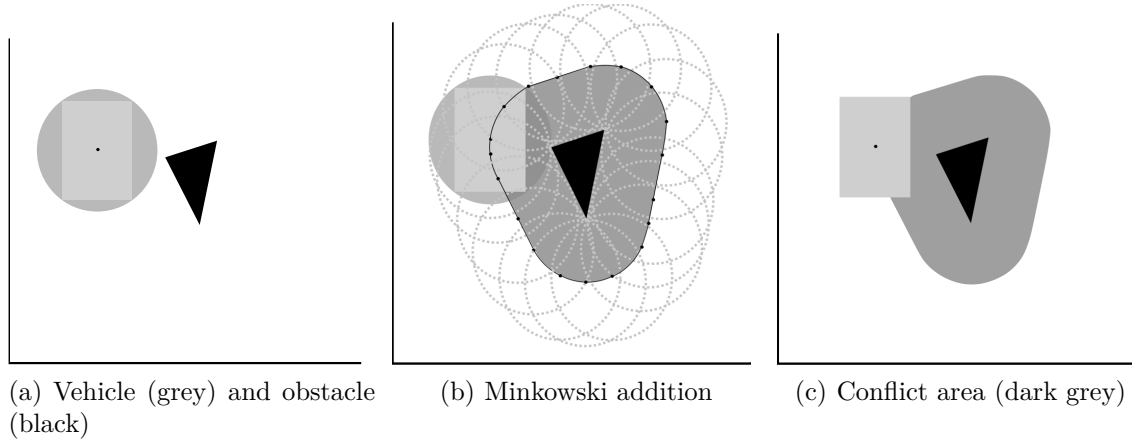 (a) Vehicle (grey) and obstacle
(black)
(b) Minkowski addition
(c) Conflict area (dark grey)